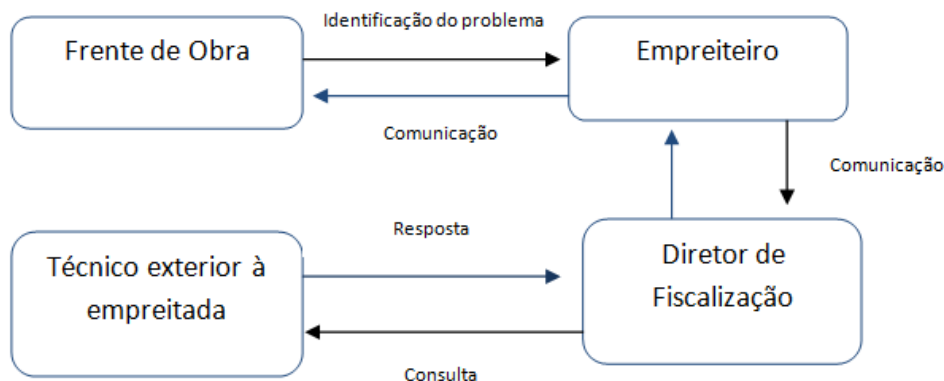 Identificação do problema
Frente de Obra
Empreiteiro
Comunicação
Comunicação
Resposta
Técnico exterior à
empreitada
Diretor de
Fiscalização
Consulta